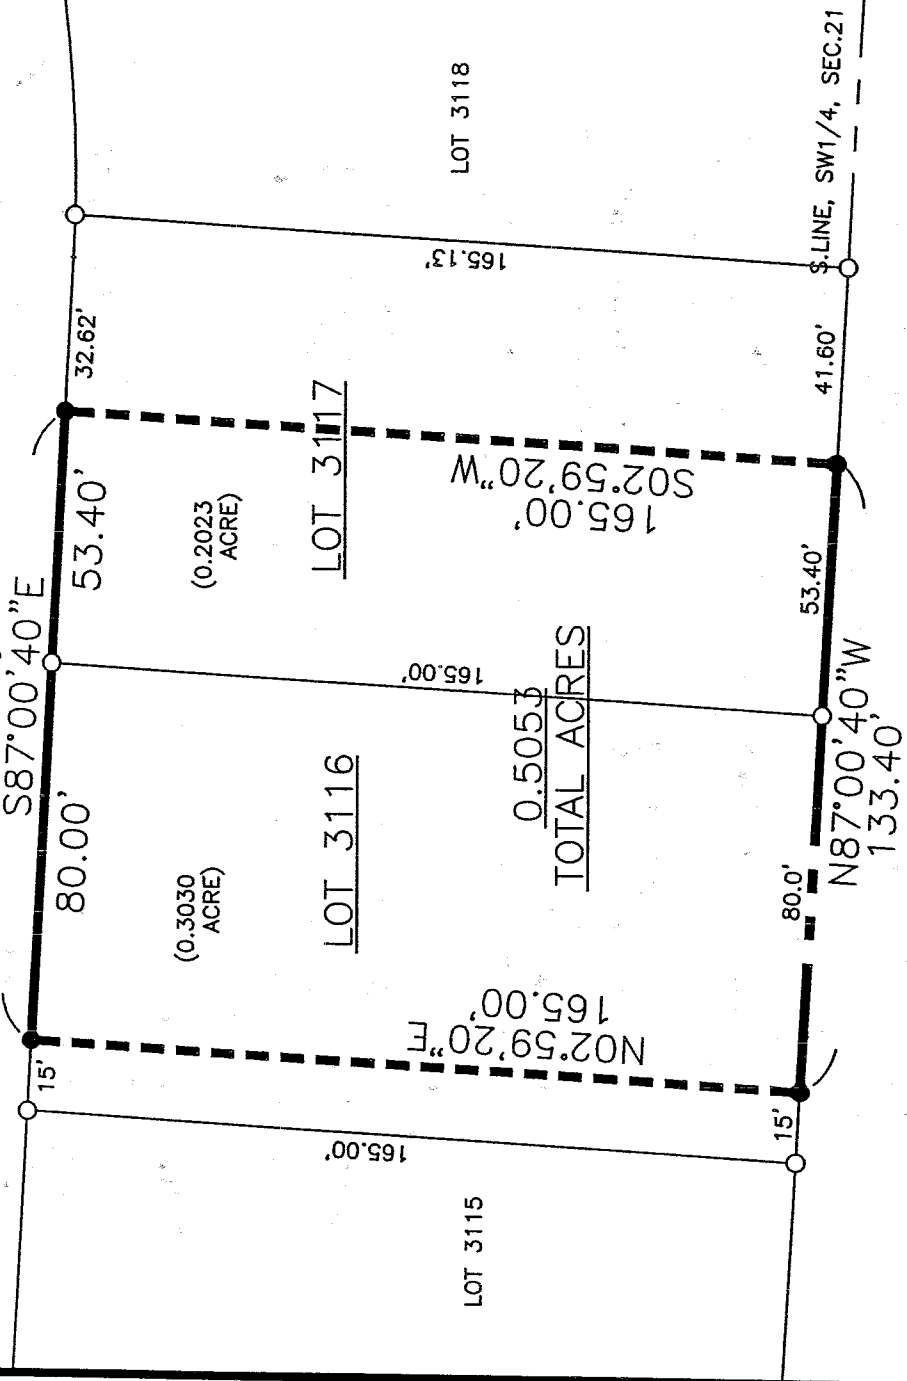 S87°00'40"E
80.00'
53.40'
32.62'
15'
(0.3030
ACRE)
(0.2023
ACRE)
LOT 3116
LOT 3117
LOT 3118
LOT 3115
165.00'
N02°59'20"E
165.00'
165.00'
S02°59'20"W
165.00'
165.13'
0.5053
TOTAL ACRES
15'
80.0'
53.40'
41.60'
S.LINE, SW1/4, SEC.21
N87°00'40"W
133.40'